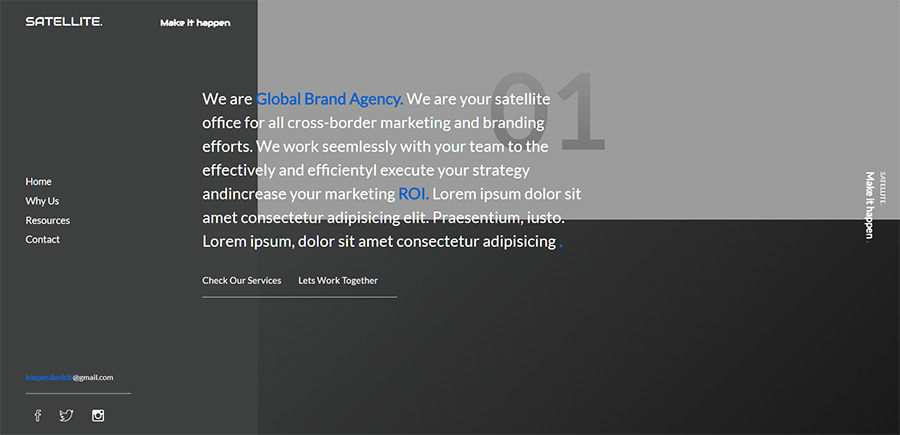 SATELLITE.
Make it happen
01
We are Global Brand Agency. We are your satellite
office for all cross-border marketing and branding
efforts. We work seemlessly with your team to the
effectively and efficientyl execute your strategy
andincrease your marketing ROI. Lorem ipsum dolor sit
amet consectetur adipisicing elit. Praesentium, iusto.
Lorem ipsum, dolor sit amet consectetur adipisicing .
Check Our Services
Lets Work Together
Home
Why Us
Resources
Contact
SATELLITE.
Make it happen .
kasper.devicki@gmail.com